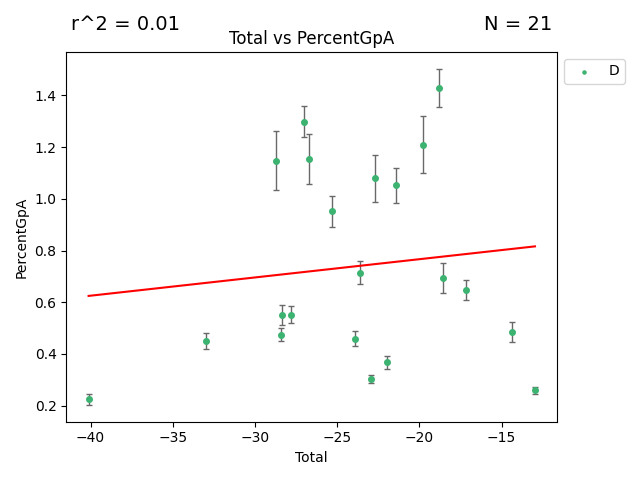 r^2 = 0.01
N = 21
Total vs PercentGpA
D
PercentGpA
1.4
1.2
1.0
0.8
0.6
0.4
0.2
−40
−35
−30
−25
−20
−15
Total